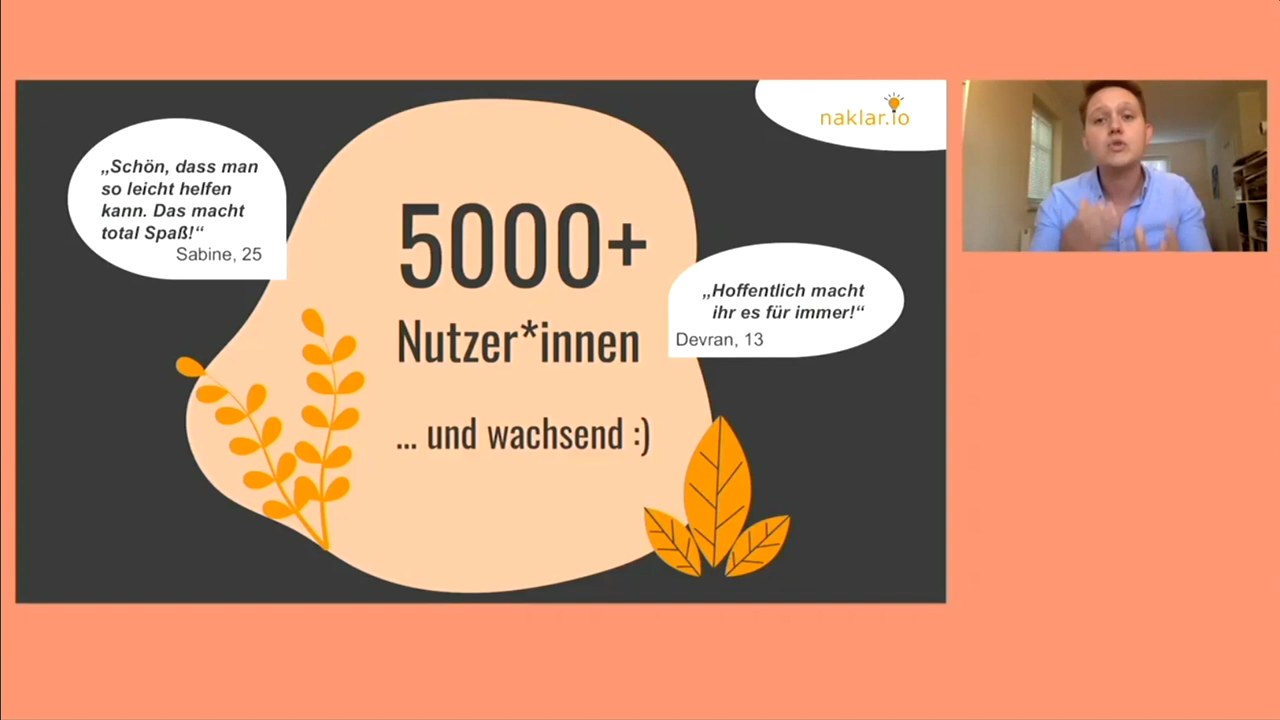 naklar.io
„Schön, dass man
so leicht helfen
kann. Das macht
total Spaß!“
Sabine, 25
5000+
Nutzer*innen
... und wachsend :)
„Hoffentlich macht
ihr es für immer!“
Devran, 13